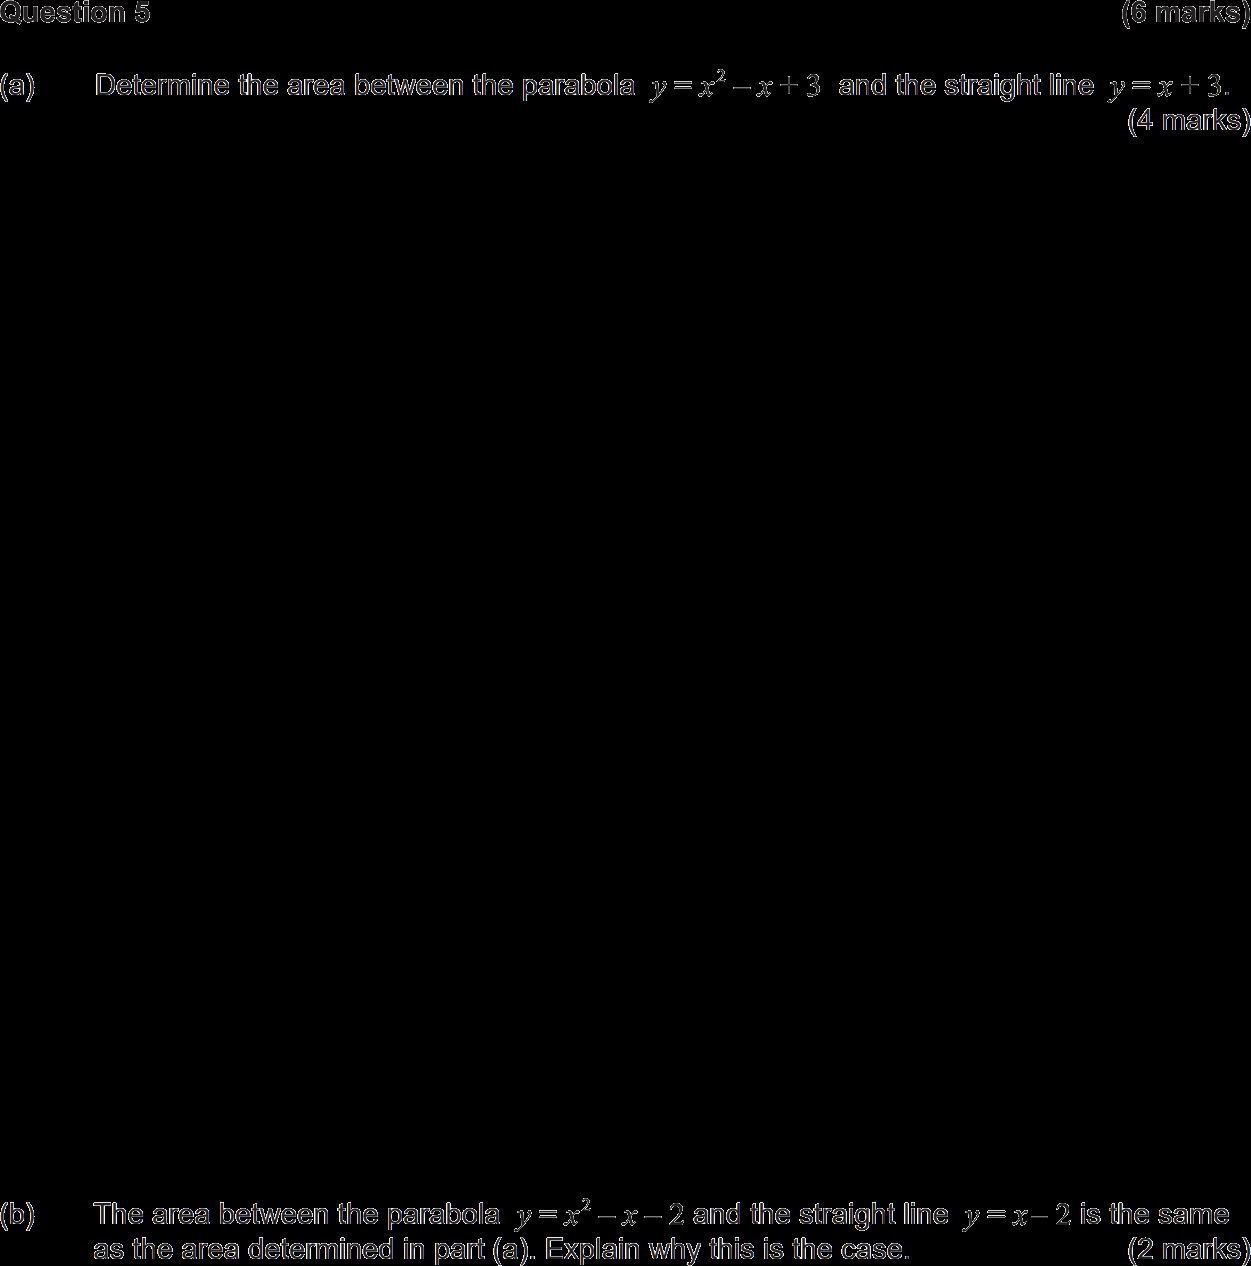 Question 5 (6 marks)
(a) Determine the area between the parabola y = x² – x + 3 and the straight line y = x + 3.
(4 marks)
(b) The area between the parabola y = x² – x – 2 and the straight line y = x – 2 is the same
as the area determined in part (a). Explain why this is the case. (2 marks)